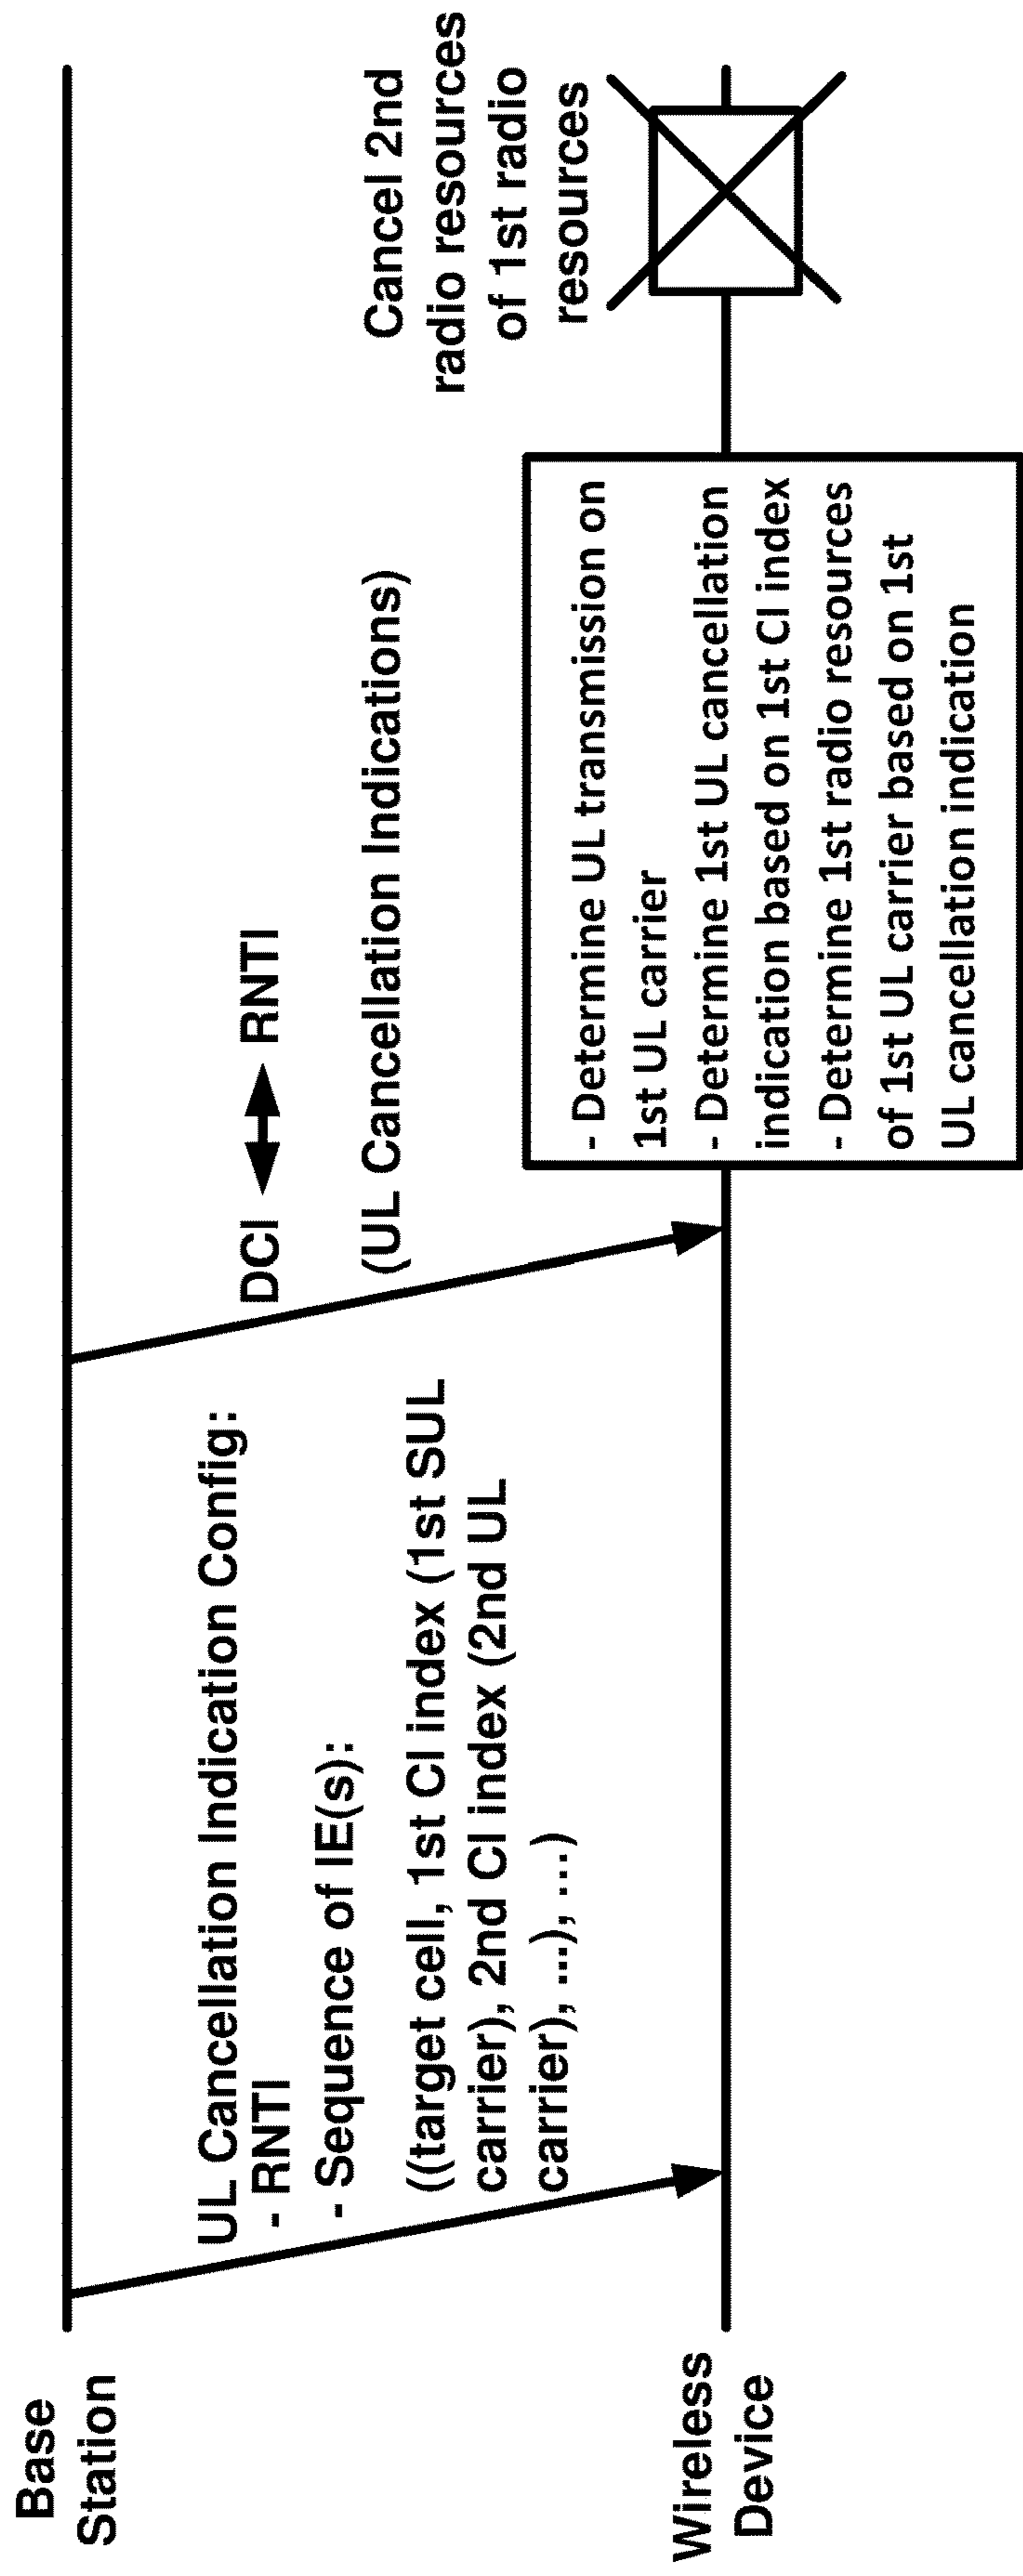 Base
Station
UL Cancellation Indication Config:
- RNTI
- Sequence of IE(s):
((target cell, 1st CI index (1st SUL
carrier), 2nd CI index (2nd UL
carrier), ...), ...)
DCI RNTI
(UL Cancellation Indications)
Cancel 2nd
radio resources
of 1st radio
resources
Wireless
Device
- Determine UL transmission on
1st UL carrier
- Determine 1st UL cancellation
indication based on 1st CI index
- Determine 1st radio resources
of 1st UL carrier based on 1st
UL cancellation indication